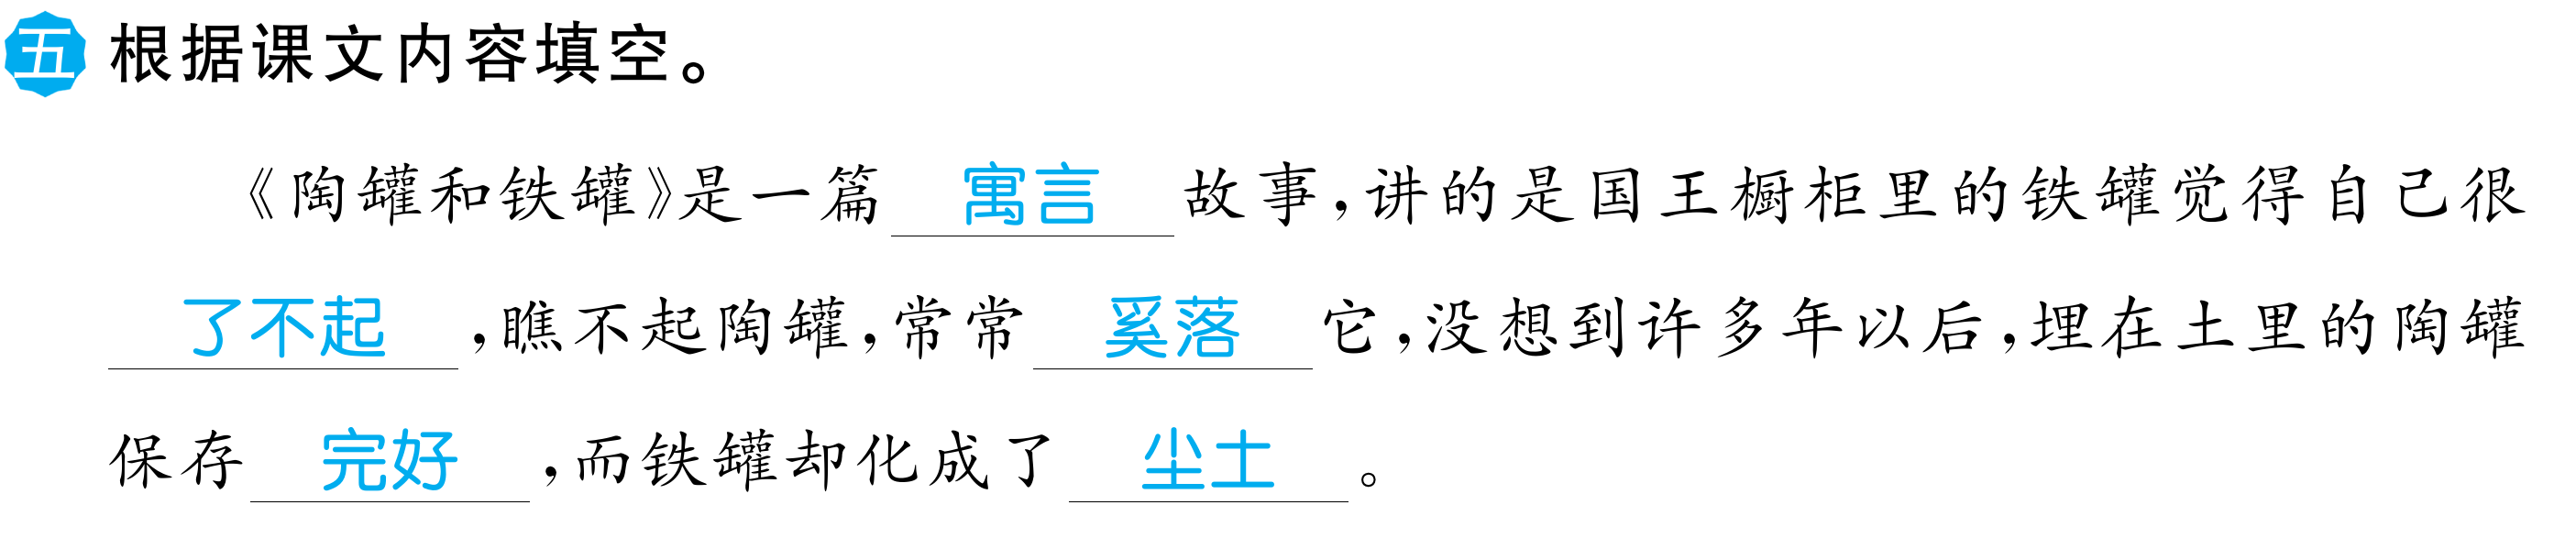 五 根据课文内容填空。
《陶罐和铁罐》是一篇 寓言 故事,讲的是国王橱柜里的铁罐觉得自己很
了不起 ,瞧不起陶罐,常常 奚落 它,没想到许多年以后,埋在土里的陶罐
保存 完好 ,而铁罐却化成了 尘土 。